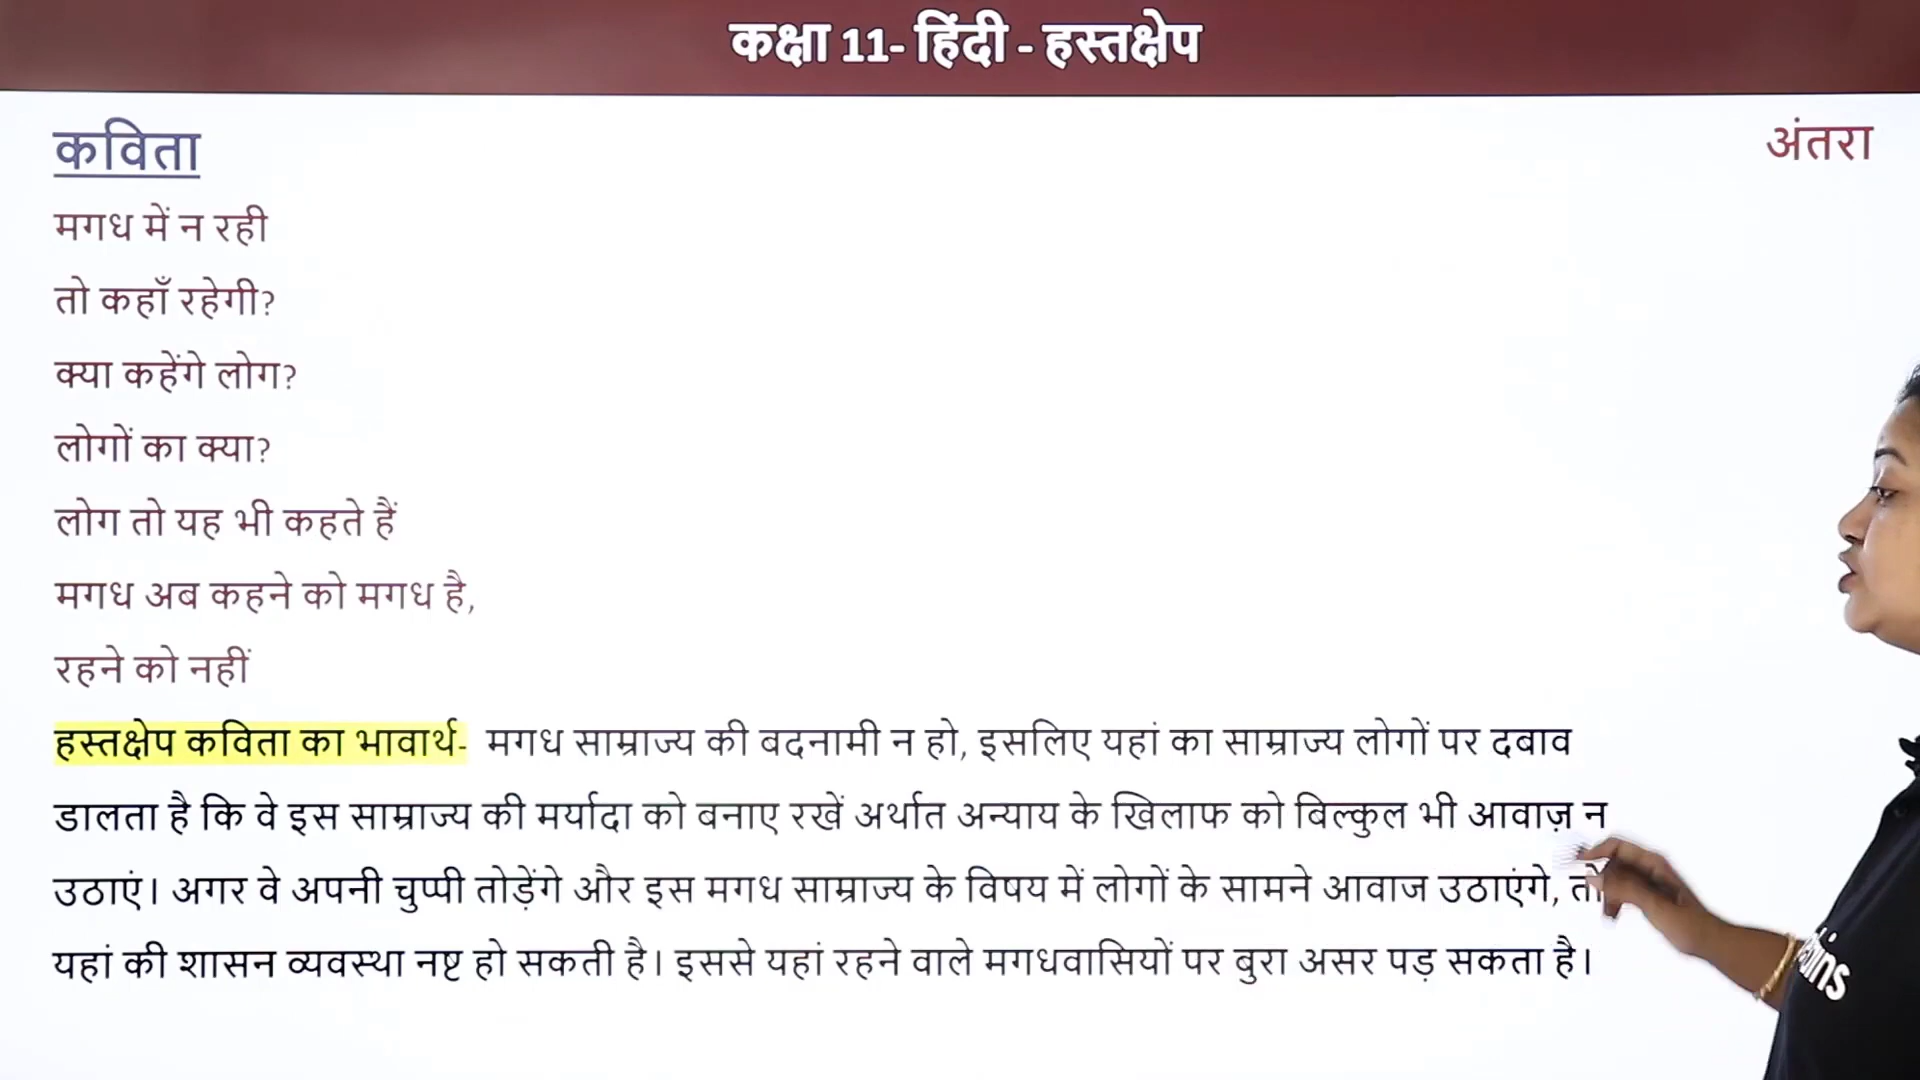 कक्षा 11- हिंदी - हस्तक्षेप
कविता
अंतरा
मगध में न रही
तो कहाँ रहेगी?
क्या कहेंगे लोग?
लोगों का क्या?
लोग तो यह भी कहते हैं
मगध अब कहने को मगध है,
रहने को नहीं
हस्तक्षेप कविता का भावार्थ- मगध साम्राज्य की बदनामी न हो, इसलिए यहां का साम्राज्य लोगों पर दबाव
डालता है कि वे इस साम्राज्य की मर्यादा को बनाए रखें अर्थात अन्याय के खिलाफ को बिल्कुल भी आवाज़ न
उठाएं। अगर वे अपनी चुप्पी तोड़ेंगे और इस मगध साम्राज्य के विषय में लोगों के सामने आवाज उठाएंगे, तो
यहां की शासन व्यवस्था नष्ट हो सकती है। इससे यहां रहने वाले मगधवासियों पर बुरा असर पड़ सकता है।